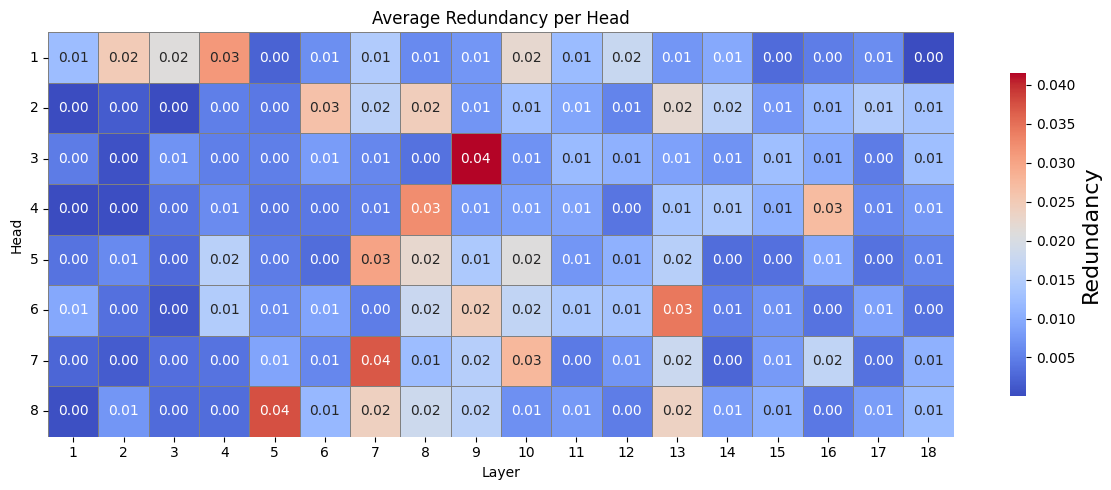 Average Redundancy per Head
1 0.01 0.02 0.02 0.03 0.00 0.01 0.01 0.01 0.01 0.02 0.01 0.02 0.01 0.01 0.00 0.00 0.01 0.00
2 0.00 0.00 0.00 0.00 0.00 0.03 0.02 0.02 0.01 0.01 0.01 0.01 0.02 0.02 0.01 0.01 0.01 0.01
3 0.00 0.00 0.01 0.00 0.00 0.01 0.01 0.00 0.04 0.01 0.01 0.01 0.01 0.01 0.01 0.01 0.00 0.01
4 0.00 0.00 0.00 0.01 0.00 0.00 0.01 0.03 0.01 0.01 0.01 0.00 0.01 0.01 0.01 0.03 0.01 0.01
5 0.00 0.01 0.00 0.02 0.00 0.00 0.03 0.02 0.01 0.02 0.01 0.01 0.02 0.00 0.00 0.01 0.00 0.01
6 0.01 0.00 0.00 0.01 0.01 0.01 0.00 0.02 0.02 0.02 0.01 0.01 0.03 0.01 0.01 0.00 0.01 0.00
7 0.00 0.00 0.00 0.00 0.01 0.01 0.04 0.01 0.02 0.03 0.00 0.01 0.02 0.00 0.01 0.02 0.00 0.01
8 0.00 0.01 0.00 0.00 0.04 0.01 0.02 0.02 0.02 0.01 0.01 0.00 0.02 0.01 0.01 0.00 0.01 0.01
1 2 3 4 5 6 7 8 9 10 11 12 13 14 15 16 17 18
Layer
Head
0.040
0.035
0.030
0.025
0.020
0.015
0.010
0.005
Redundancy